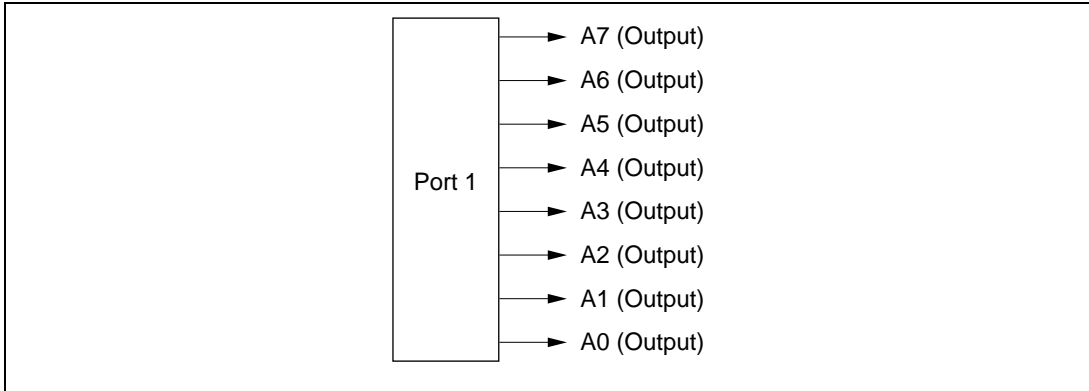 A7 (Output)
A6 (Output)
A5 (Output)
A4 (Output)
Port 1
A3 (Output)
A2 (Output)
A1 (Output)
A0 (Output)